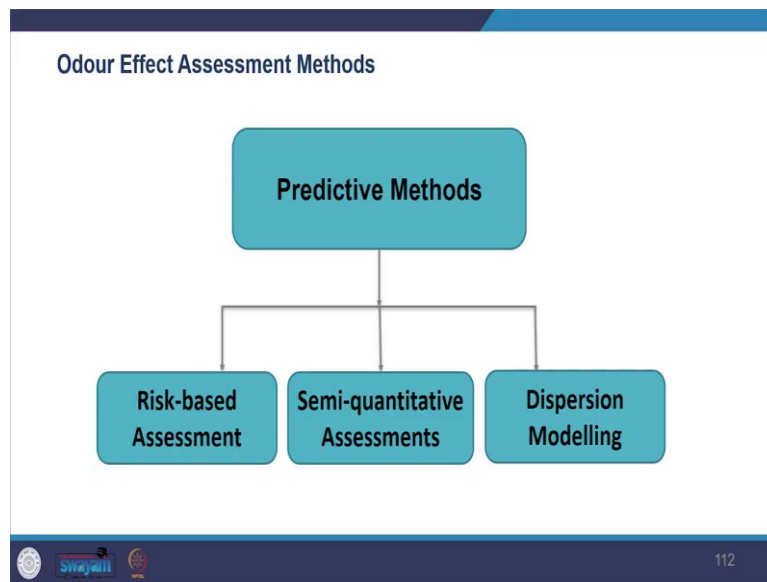 Odour Effect Assessment Methods
Predictive Methods
Risk-based
Assessment
Semi-quantitative
Assessments
Dispersion
Modelling
swayam
112